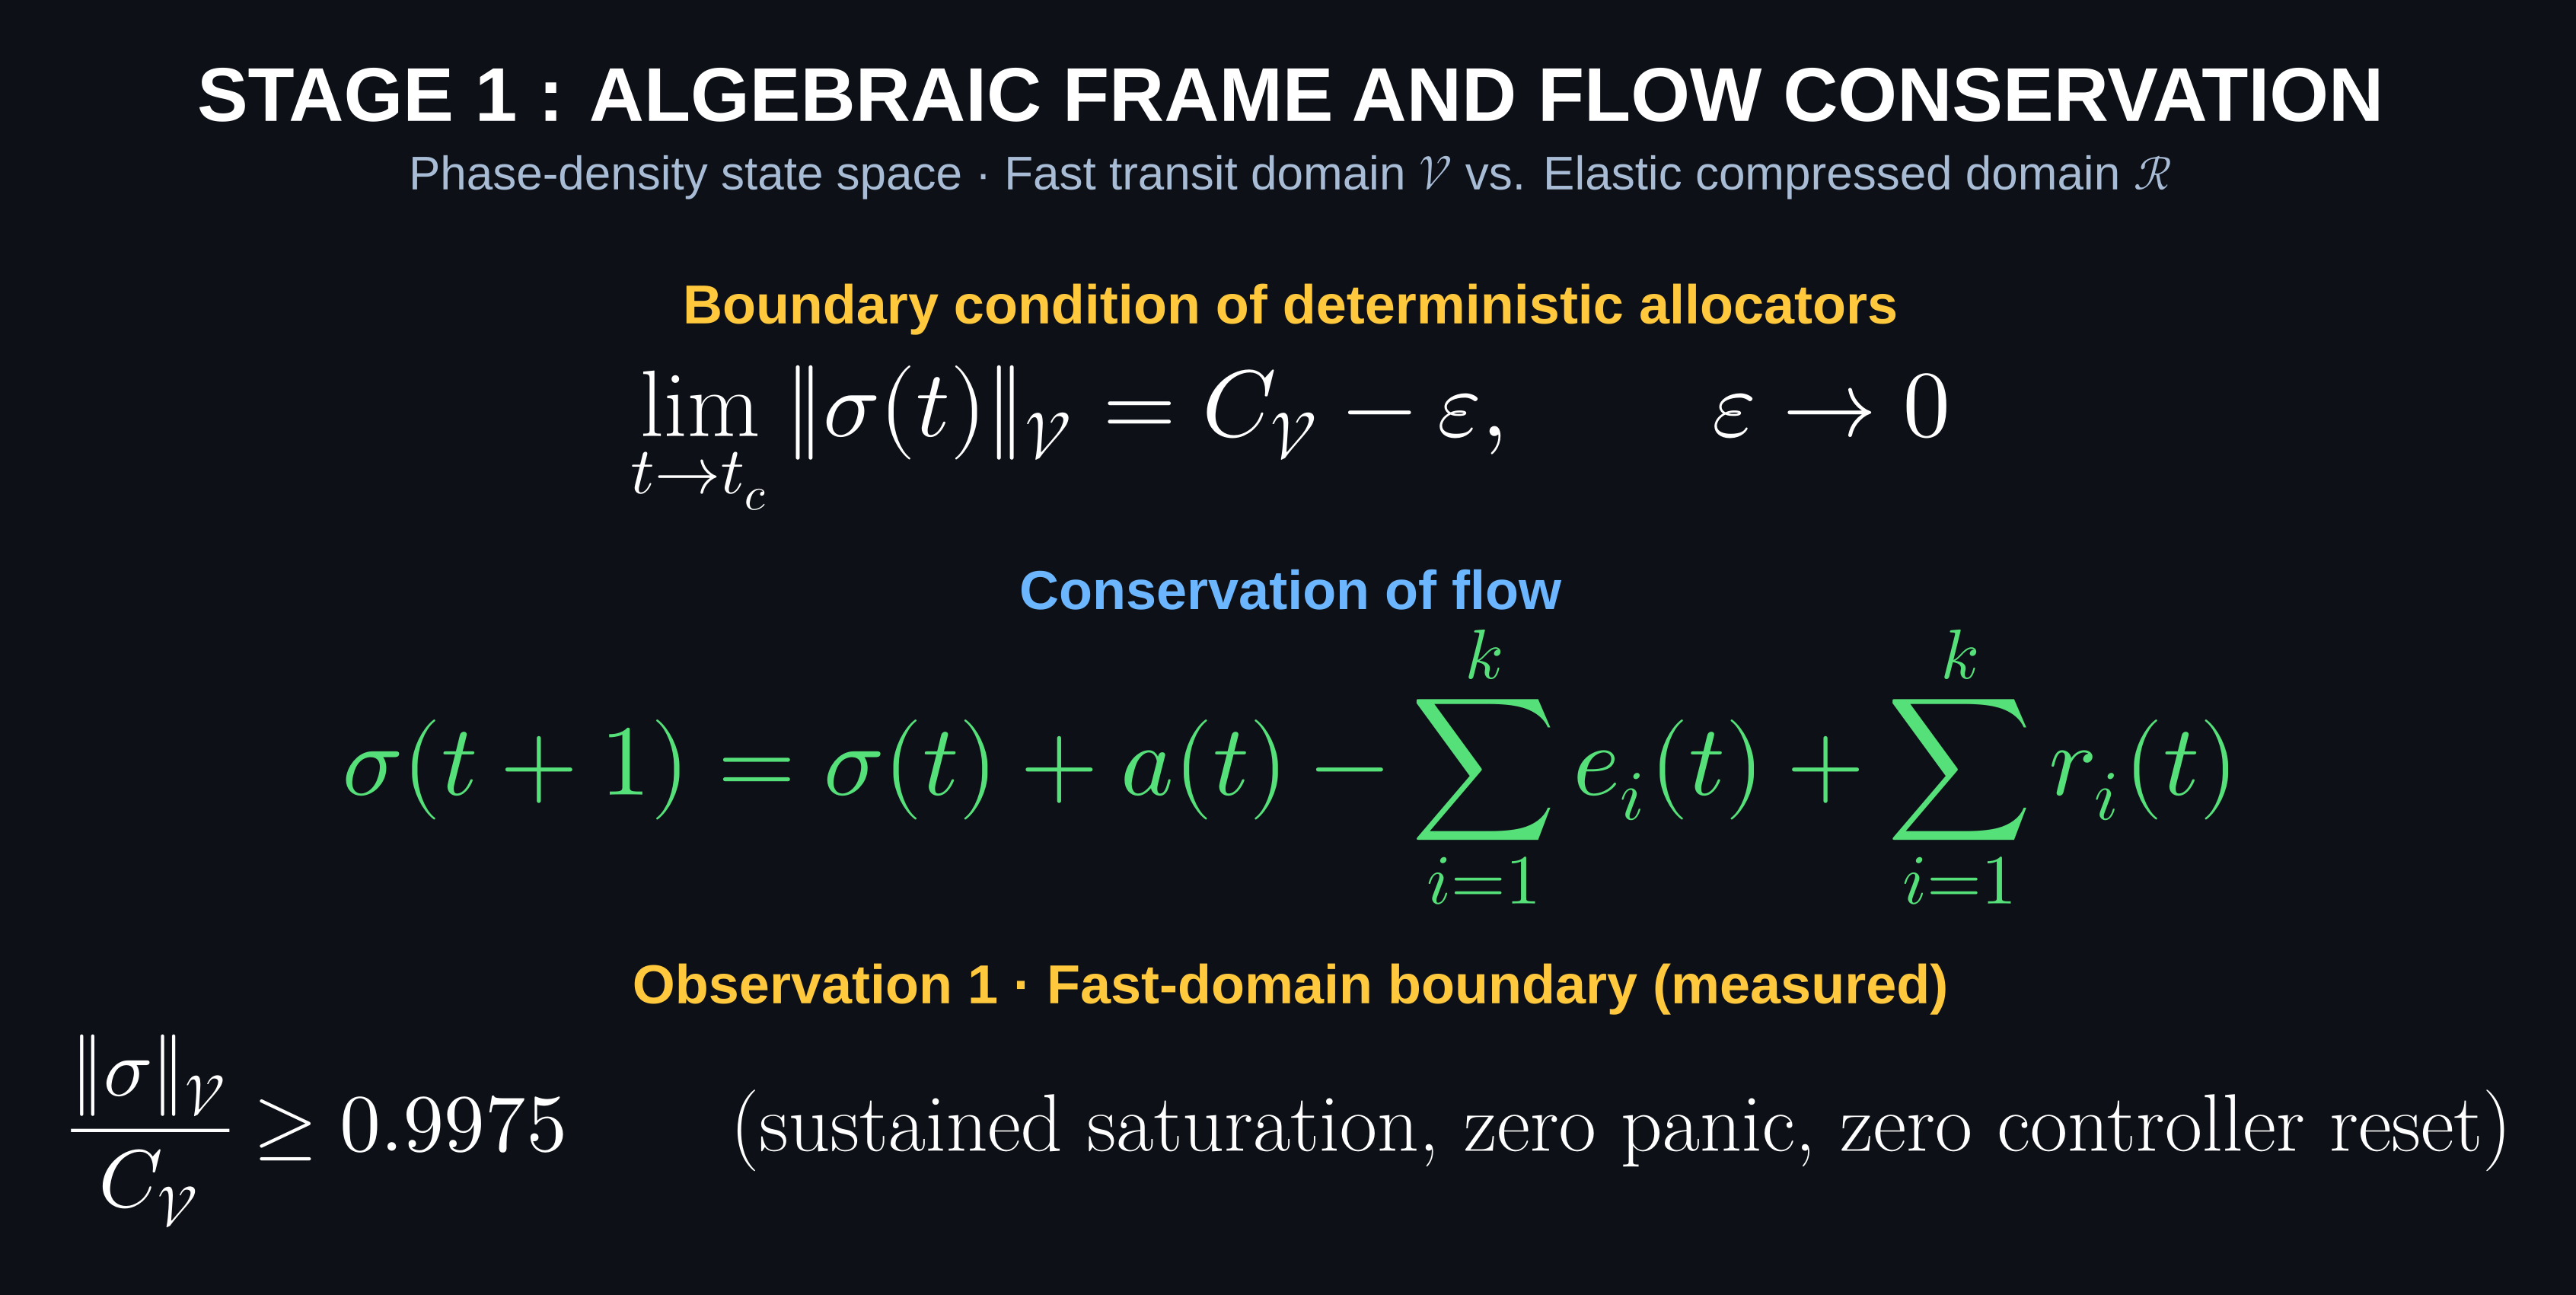 STAGE 1 : ALGEBRAIC FRAME AND FLOW CONSERVATION
Phase-density state space · Fast transit domain 𝒱 vs. Elastic compressed domain ℛ
Boundary condition of deterministic allocators
lim_{t→t_c} ‖σ(t)‖_𝒱 = C_𝒱 − ε,    ε → 0
Conservation of flow
σ(t + 1) = σ(t) + a(t) − ∑_{i=1}^{k} e_i(t) + ∑_{i=1}^{k} r_i(t)
Observation 1 · Fast-domain boundary (measured)
‖σ‖_𝒱 / C_𝒱 ≥ 0.9975    (sustained saturation, zero panic, zero controller reset)